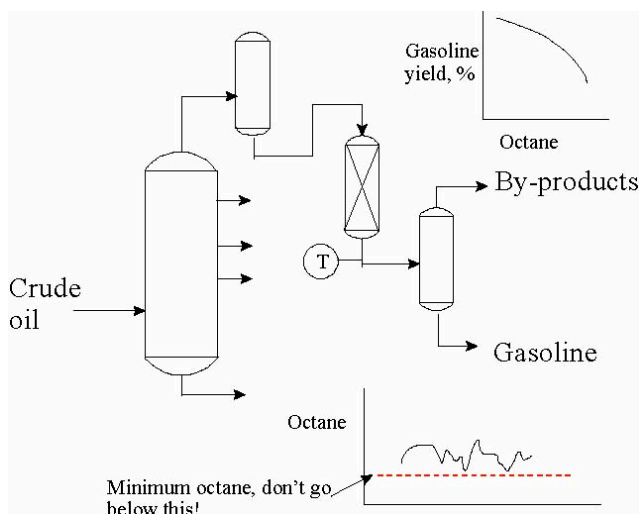 Gasoline
yield, %
Octane
By-products
T
Crude
oil
Gasoline
Octane
Minimum octane, don't go
below this!